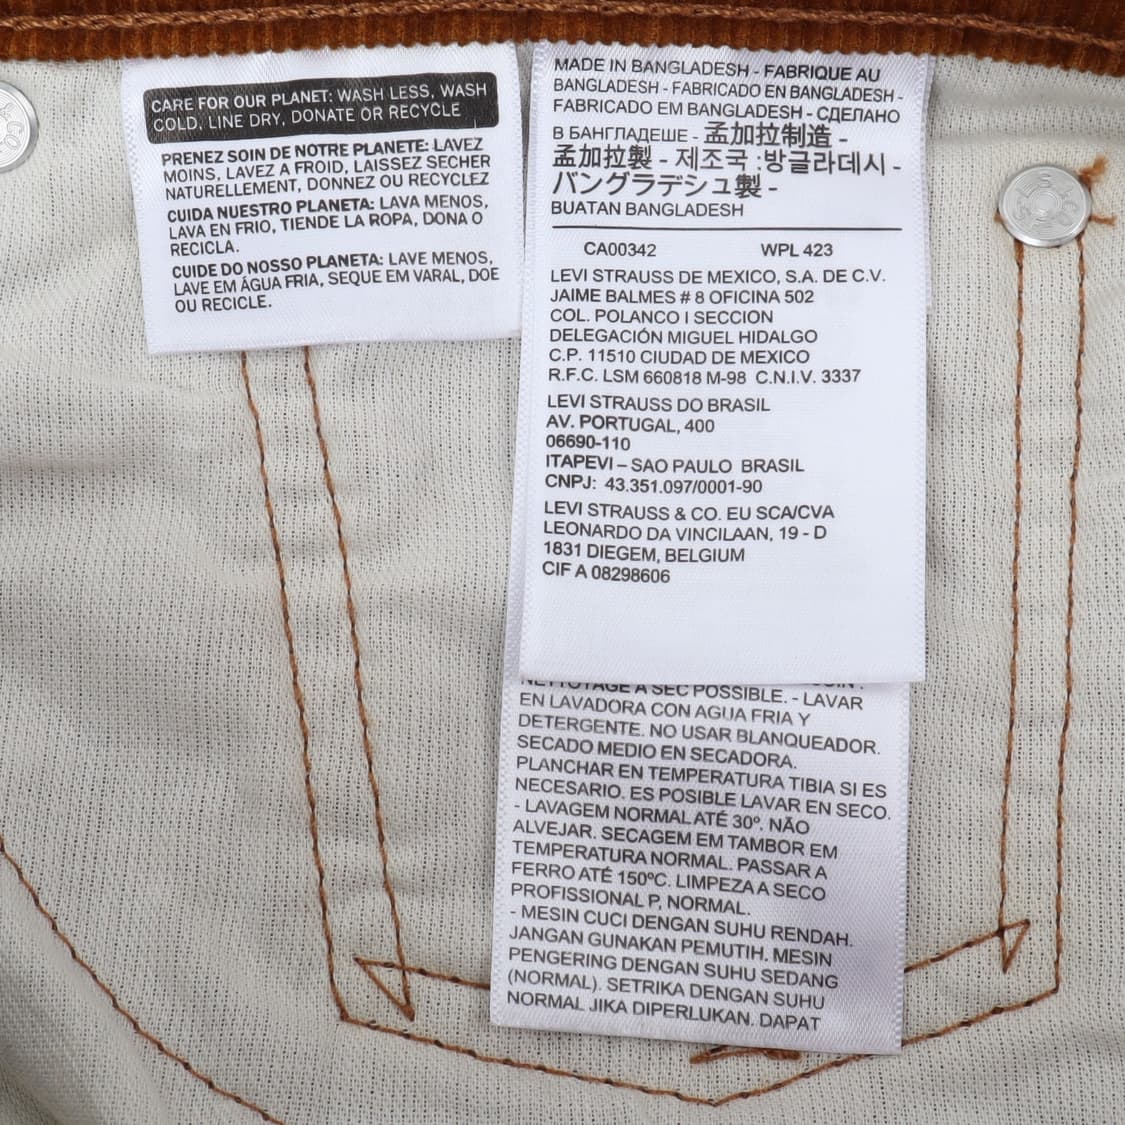 CARE FOR OUR PLANET: WASH LESS, WASH
COLD, LINE DRY, DONATE OR RECYCLE
PRENEZ SOIN DE NOTRE PLANETE: LAVEZ
MOINS, LAVEZ A FROID, LAISSEZ SECHER
NATURELLEMENT, DONNEZ OU RECYCLEZ
CUIDA NUESTRO PLANETA: LAVA MENOS,
LAVA EN FRIO, TIENDE LA ROPA, DONA O
RECICLA.
CUIDE DO NOSSO PLANETA: LAVE MENOS,
LAVE EM ÁGUA FRIA, SEQUE EM VARAL, DOE
OU RECICLE.
MADE IN BANGLADESH - FABRIQUE AU
BANGLADESH - FABRICADO EN BANGLADESH -
FABRICADO EM BANGLADESH - СДЕЛАНО
В БАНГЛАДЕШЕ - 孟加拉制造 -
孟加拉製 - 제조국 :방글라데시 -
バングラデシュ製 -
BUATAN BANGLADESH
CA00342 WPL 423
LEVI STRAUSS DE MEXICO, S.A. DE C.V.
JAIME BALMES # 8 OFICINA 502
COL. POLANCO I SECCION
DELEGACIÓN MIGUEL HIDALGO
C.P. 11510 CIUDAD DE MEXICO
R.F.C. LSM 660818 M-98 C.N.I.V. 3337
LEVI STRAUSS DO BRASIL
AV. PORTUGAL, 400
06690-110
ITAPEVI – SAO PAULO BRASIL
CNPJ: 43.351.097/0001-90
LEVI STRAUSS & CO. EU SCA/CVA
LEONARDO DA VINCILAAN, 19 - D
1831 DIEGEM, BELGIUM
CIF A 08298606
NETTOYAGE A SEC POSSIBLE. - LAVAR
EN LAVADORA CON AGUA FRIA Y
DETERGENTE. NO USAR BLANQUEADOR.
SECADO MEDIO EN SECADORA.
PLANCHAR EN TEMPERATURA TIBIA SI ES
NECESARIO. ES POSIBLE LAVAR EN SECO.
- LAVAGEM NORMAL ATÉ 30º. NÃO
ALVEJAR. SECAGEM EM TAMBOR EM
TEMPERATURA NORMAL. PASSAR A
FERRO ATÉ 150ºC. LIMPEZA A SECO
PROFISSIONAL P, NORMAL.
- MESIN CUCI DENGAN SUHU RENDAH.
JANGAN GUNAKAN PEMUTIH. MESIN
PENGERING DENGAN SUHU SEDANG
(NORMAL). SETRIKA DENGAN SUHU
NORMAL JIKA DIPERLUKAN. DAPAT